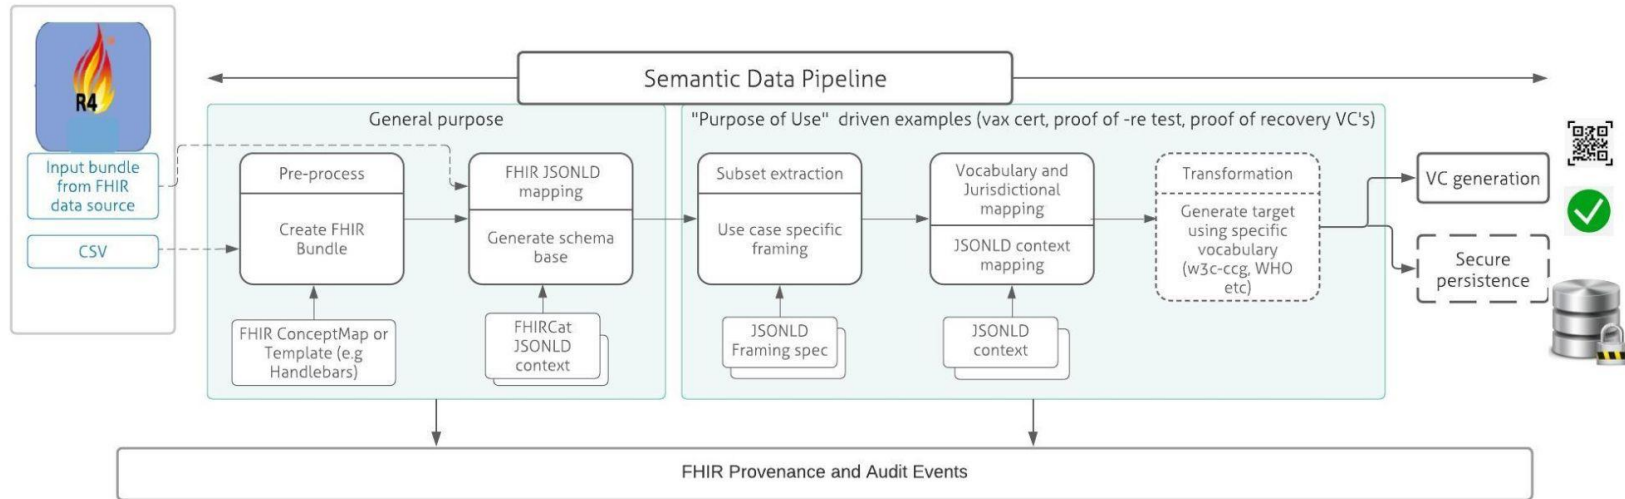 R4
Input bundle
from FHIR
data source
CSV
Semantic Data Pipeline
General purpose
Pre-process
Create FHIR
Bundle
FHIR ConceptMap or
Template (e.g
Handlebars)
FHIR JSONLD
mapping
Generate schema
base
FHIRCat
JSONLD
context
"Purpose of Use"  driven examples (vax cert, proof of -re test, proof of recovery VC's)
Subset extraction
Use case specific
framing
JSONLD
Framing spec
Vocabulary and
Jurisdictional
mapping
JSONLD context
mapping
JSONLD
context
Transformation
Generate target
using specific
vocabulary
(w3c-ccg, WHO
etc)
VC generation
Secure
persistence
FHIR Provenance and Audit Events